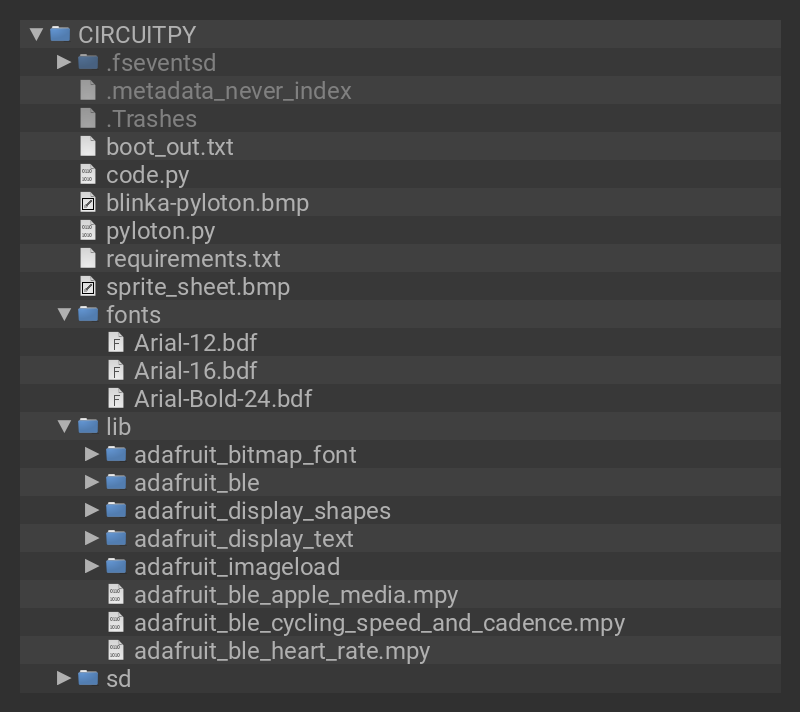 CIRCUITPY
.fseventsd
.metadata_never_index
.Trashes
boot_out.txt
code.py
blinka-pyloton.bmp
pyloton.py
requirements.txt
sprite_sheet.bmp
fonts
Arial-12.bdf
Arial-16.bdf
Arial-Bold-24.bdf
lib
adafruit_bitmap_font
adafruit_ble
adafruit_display_shapes
adafruit_display_text
adafruit_imageload
adafruit_ble_apple_media.mpy
adafruit_ble_cycling_speed_and_cadence.mpy
adafruit_ble_heart_rate.mpy
sd